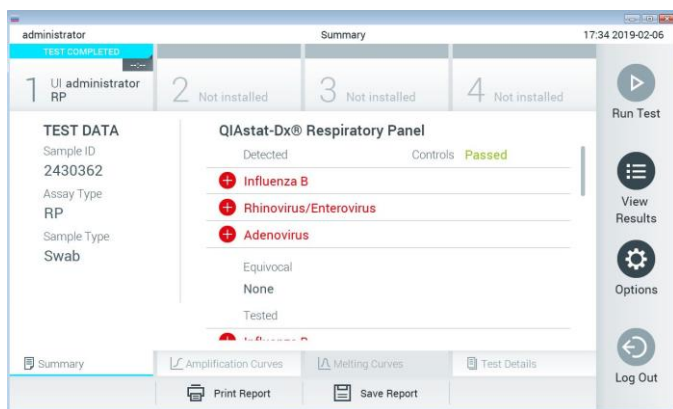 administrator Summary 17:34 2019-02-06
TEST COMPLETED
--:--
1 UI administrator
RP
2 Not installed
3 Not installed
4 Not installed
Run Test
TEST DATA
Sample ID
2430362
Assay Type
RP
Sample Type
Swab
QIAstat-Dx® Respiratory Panel
Detected Controls Passed
Influenza B
Rhinovirus/Enterovirus
Adenovirus
Equivocal
None
Tested
View
Results
Options
Summary
Amplification Curves
Melting Curves
Test Details
Print Report
Save Report
Log Out